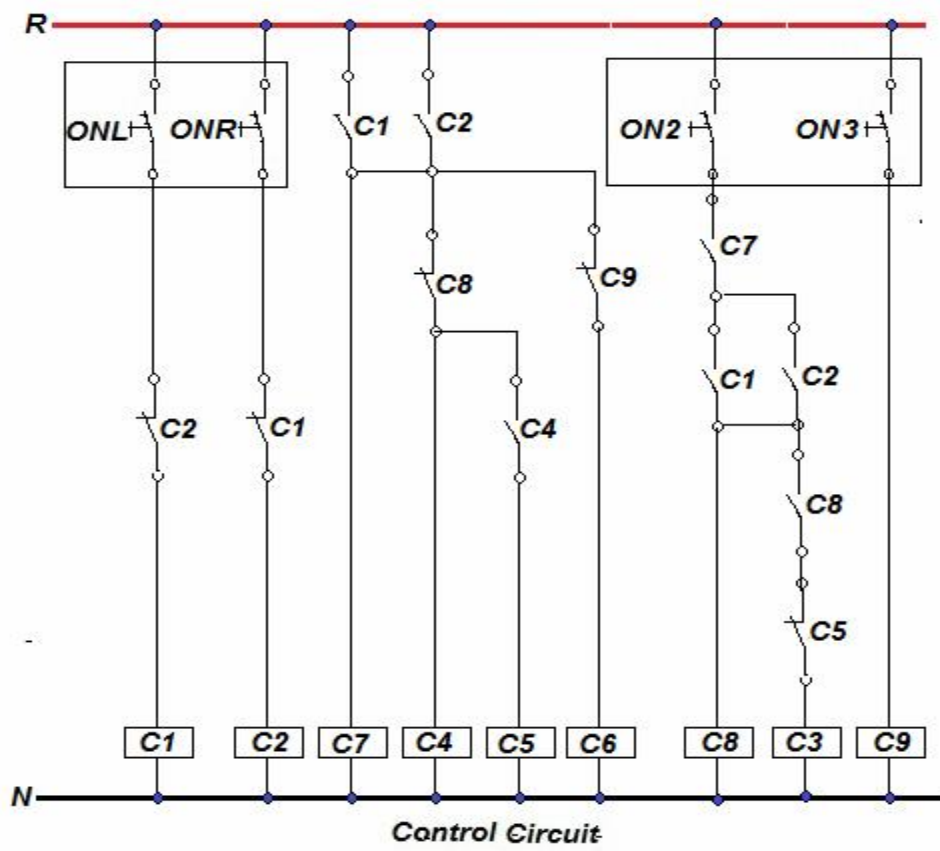 R
ONL ONR C1 C2 ON2 ON3
C7
C8 C9
C1 C2
C2 C1 C4
C8
C5
C1 C2 C7 C4 C5 C6 C8 C3 C9
N
Control Circuit